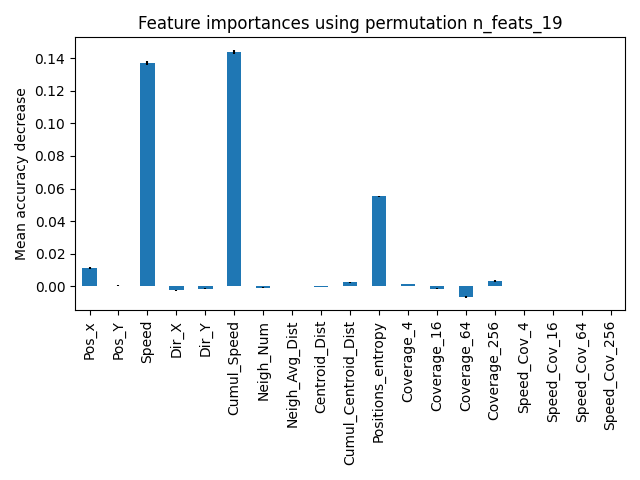 Feature importances using permutation n_feats_19
Mean accuracy decrease
0.14
0.12
0.10
0.08
0.06
0.04
0.02
0.00
Pos_x
Pos_Y
Speed
Dir_X
Dir_Y
Cumul_Speed
Neigh_Num
Neigh_Avg_Dist
Centroid_Dist
Cumul_Centroid_Dist
Positions_entropy
Coverage_4
Coverage_16
Coverage_64
Coverage_256
Speed_Cov_4
Speed_Cov_16
Speed_Cov_64
Speed_Cov_256